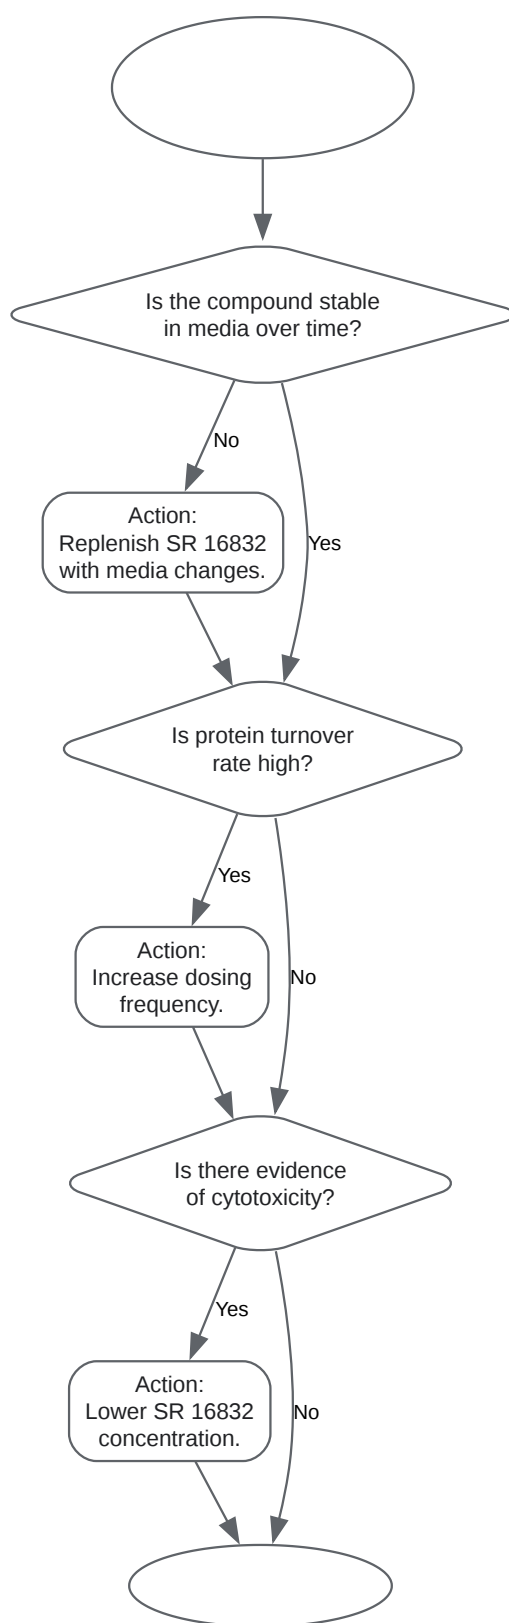 Is the compound stable
in media over time?
No
Action:
Replenish SR 16832
with media changes.
Yes
Is protein turnover
rate high?
Yes
Action:
Increase dosing
frequency.
No
Is there evidence
of cytotoxicity?
Yes
Action:
Lower SR 16832
concentration.
No